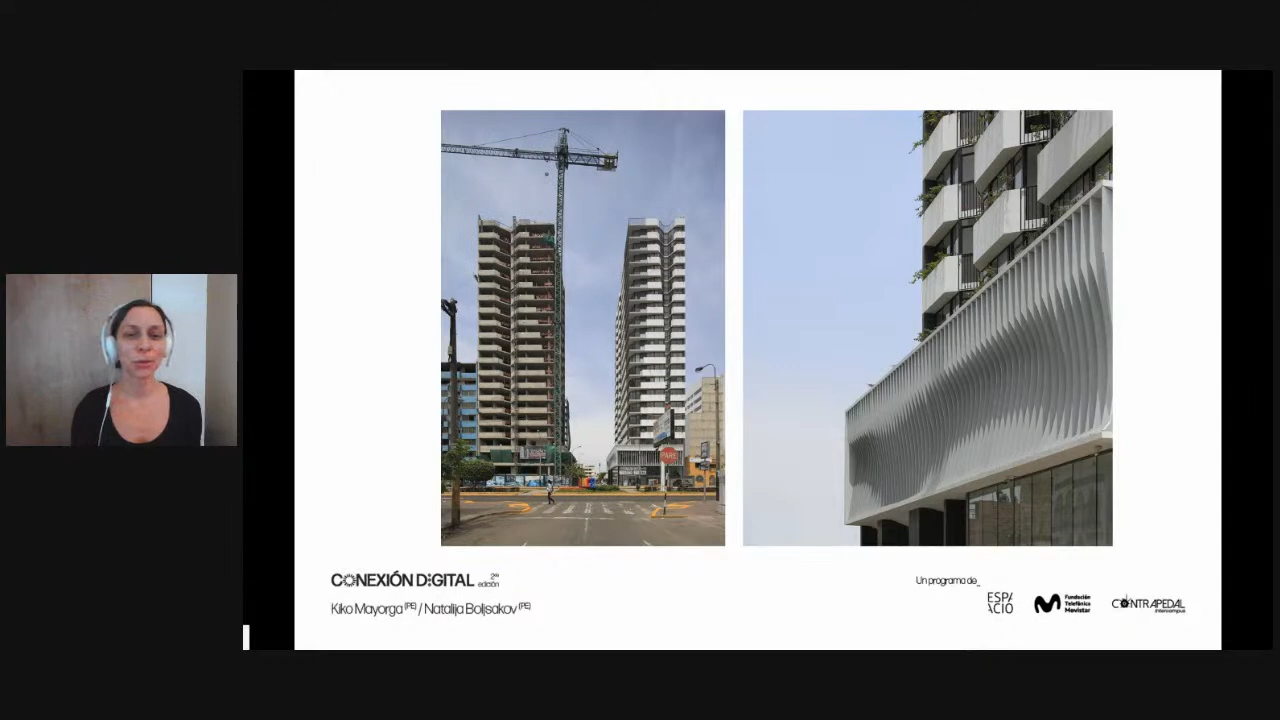 PARE
CONEXIÓN DIGITAL 2da edición
Kiko Mayorga (PE) / Natalija Boljsakov (PE)
Un programa de_
ESPACIO
Fundación
Telefónica
Movistar
CONTRAPEDAL
intercampus